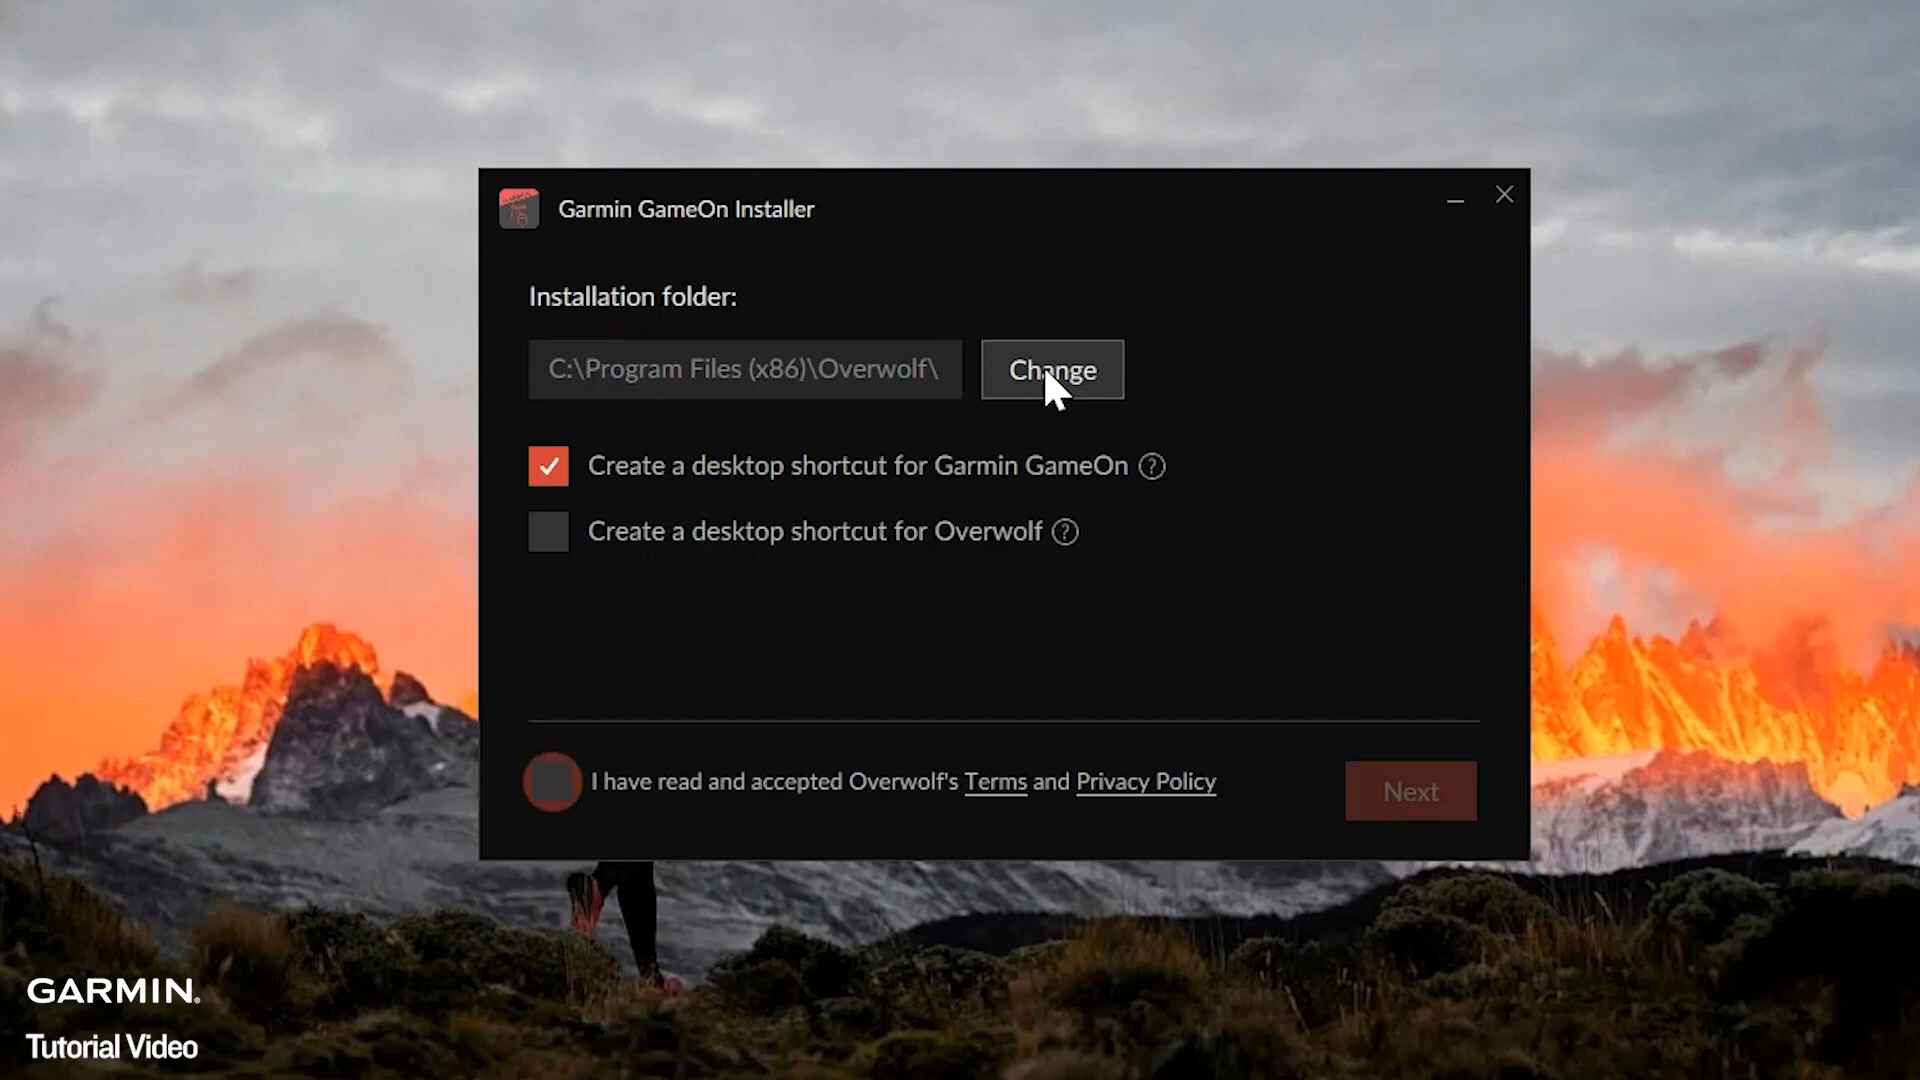 Garmin GameOn Installer
Installation folder:
C:\Program Files (x86)\Overwolf\
Change
Create a desktop shortcut for Garmin GameOn ?
Create a desktop shortcut for Overwolf ?
I have read and accepted Overwolf's Terms and Privacy Policy
Next
GARMIN.
Tutorial Video